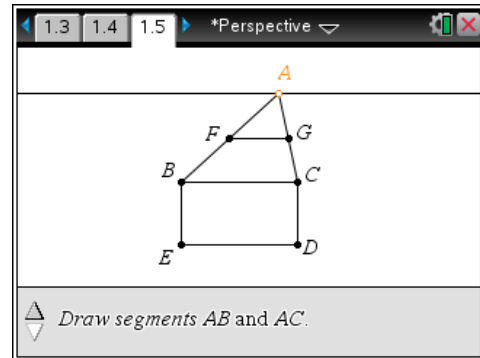 1.3 1.4 1.5 *Perspective
A
F G
B C
E D
Draw segments AB and AC.